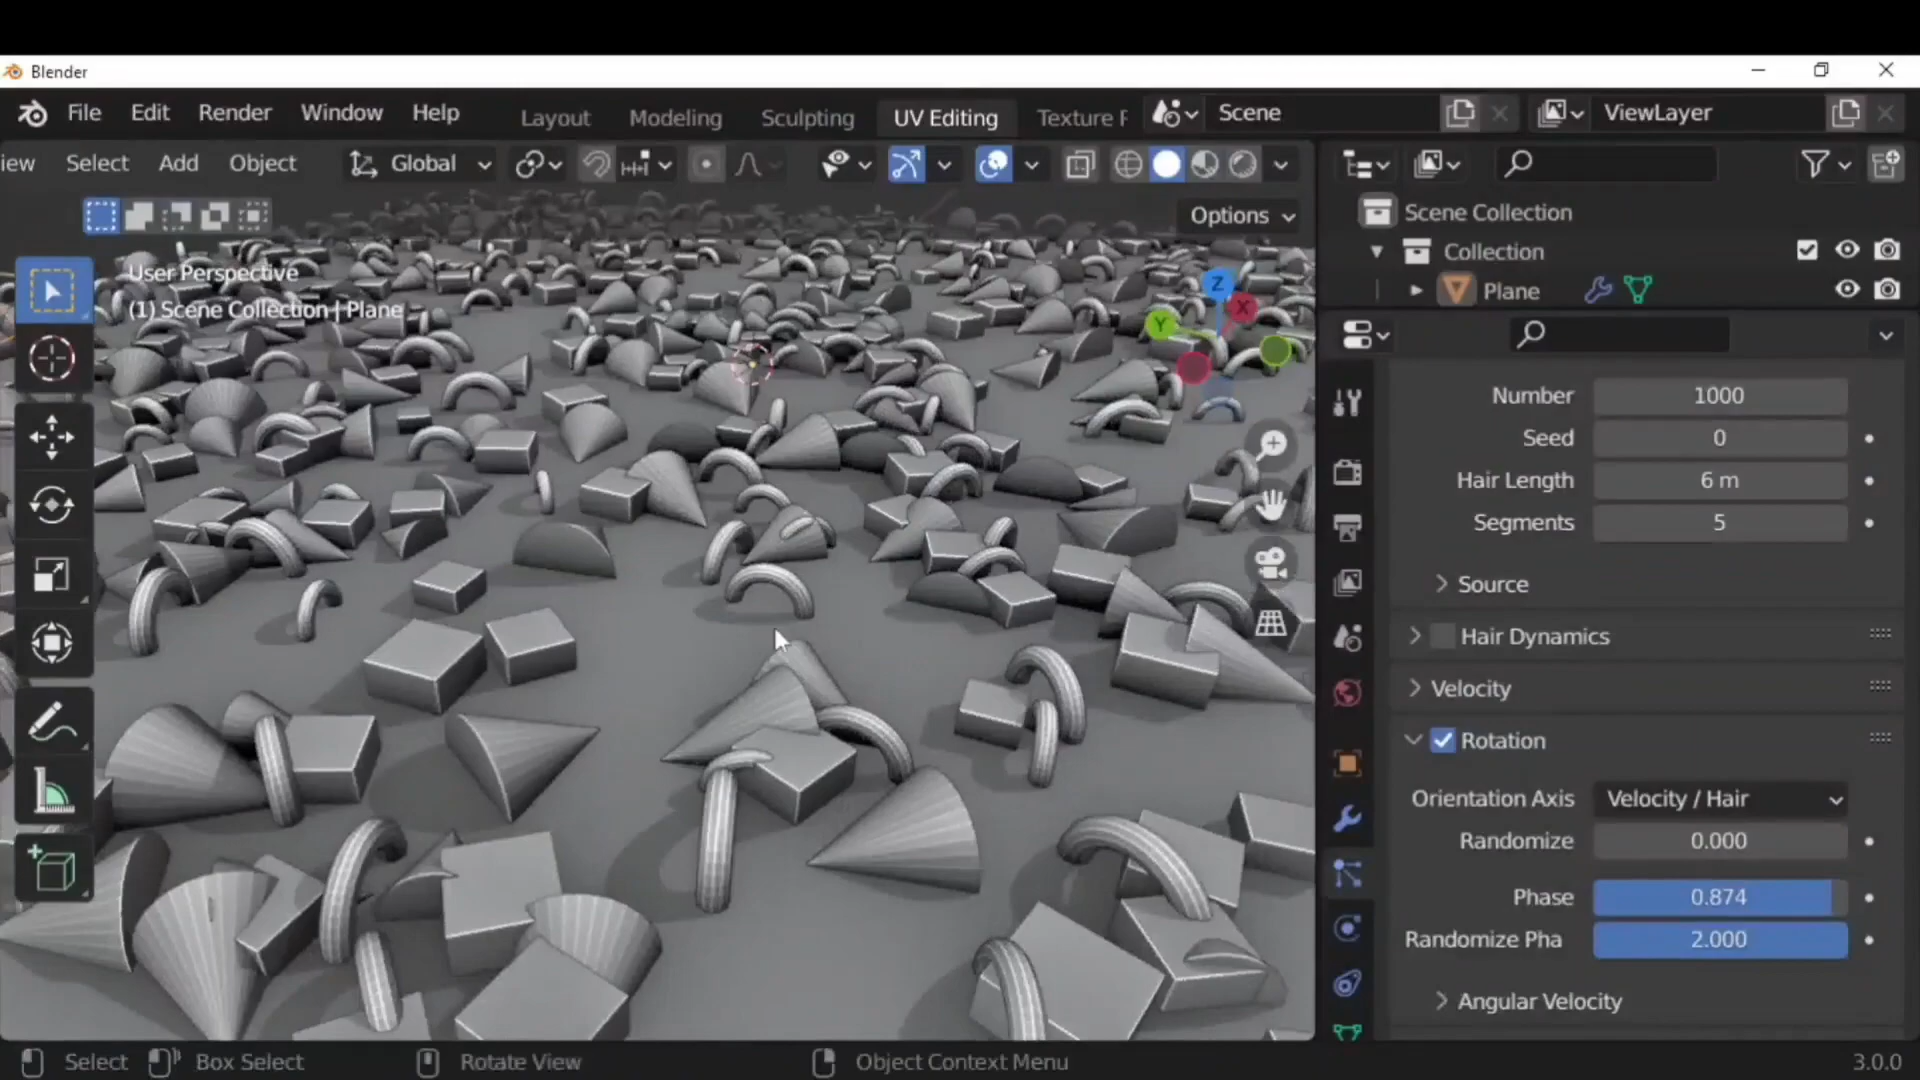 Blender
File Edit Render Window Help Layout Modeling Sculpting UV Editing Texture F Scene ViewLayer
iew Select Add Object Global
Options
User Perspective
(1) Scene Collection | Plane
Z
X
Y
Scene Collection
Collection
Plane
Number 1000
Seed 0
Hair Length 6 m
Segments 5
Source
Hair Dynamics
Velocity
Rotation
Orientation Axis Velocity / Hair
Randomize 0.000
Phase 0.874
Randomize Pha 2.000
Angular Velocity
Select Box Select Rotate View Object Context Menu 3.0.0